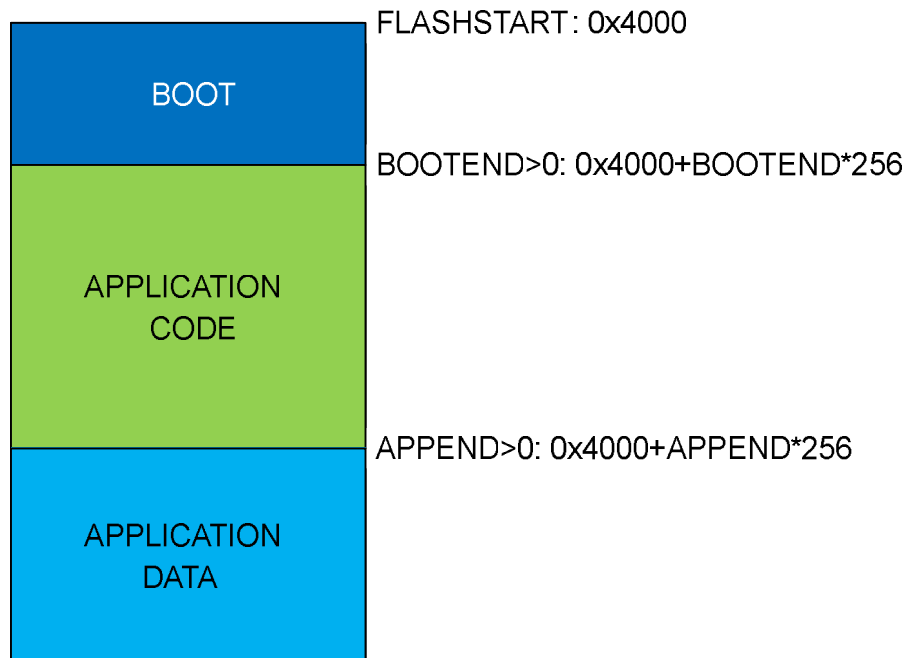 FLASHSTART: 0x4000
BOOT
BOOTEND>0: 0x4000+BOOTEND*256
APPLICATION
CODE
APPEND>0: 0x4000+APPEND*256
APPLICATION
DATA